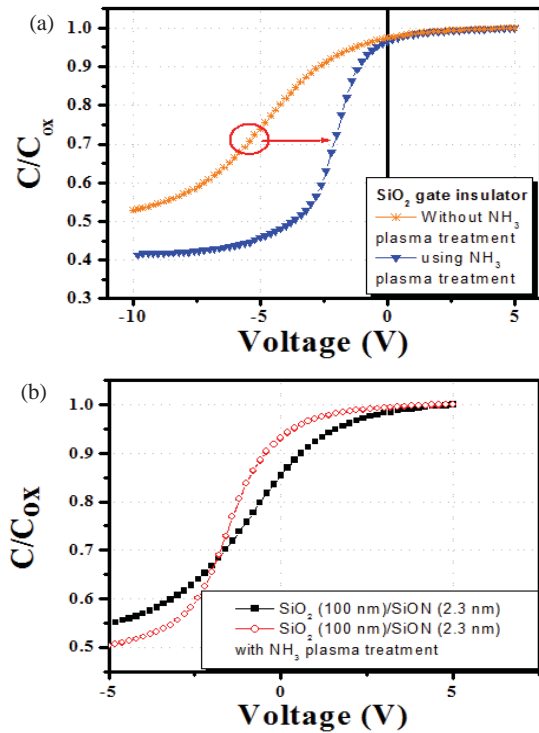 (a)
1.0
0.9
0.8
0.7
0.6
0.5
0.4
0.3
C/Cox
-10
-5
0
5
Voltage (V)
SiO2 gate insulator
Without NH3
plasma treatment
using NH3
plasma treatment
(b)
1.0
0.9
0.8
0.7
0.6
0.5
C/Cox
-5
0
5
Voltage (V)
SiO2 (100 nm)/SiON (2.3 nm)
SiO2 (100 nm)/SiON (2.3 nm)
with NH3 plasma treatment